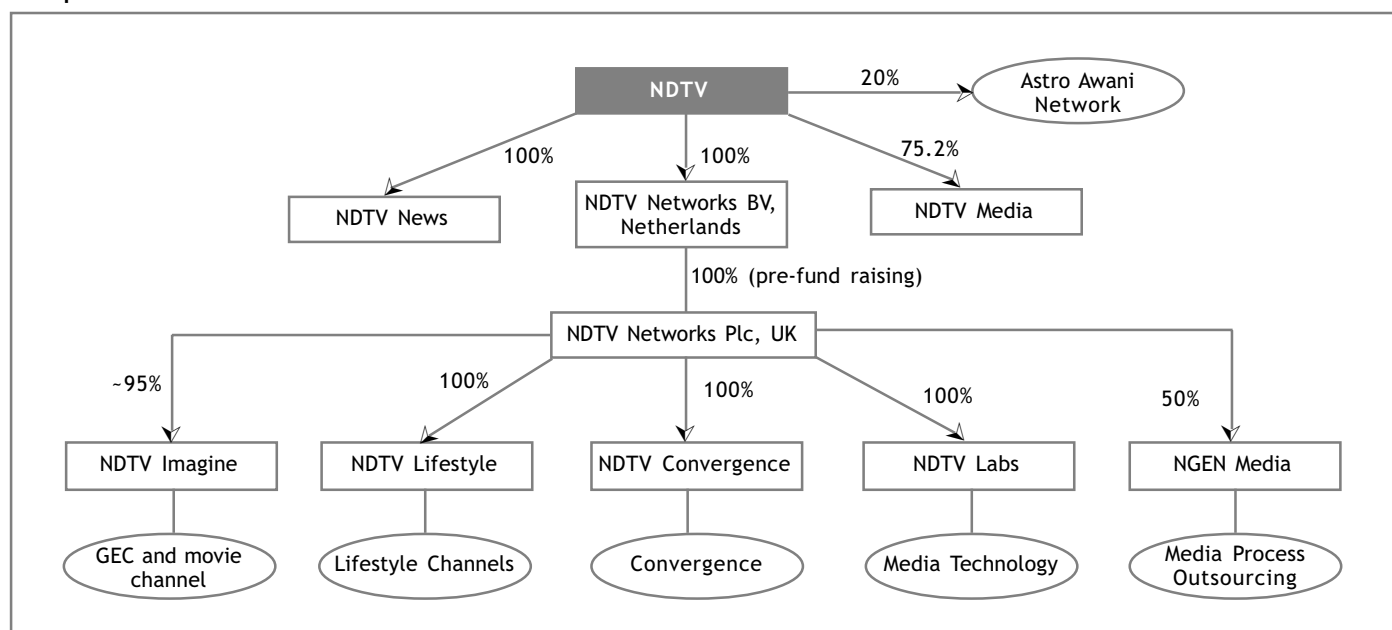 NDTV
20%
Astro Awani
Network
100%
100%
75.2%
NDTV News
NDTV Networks BV,
Netherlands
NDTV Media
100% (pre-fund raising)
NDTV Networks Plc, UK
~95%
100%
100%
100%
50%
NDTV Imagine
NDTV Lifestyle
NDTV Convergence
NDTV Labs
NGEN Media
GEC and movie
channel
Lifestyle Channels
Convergence
Media Technology
Media Process
Outsourcing